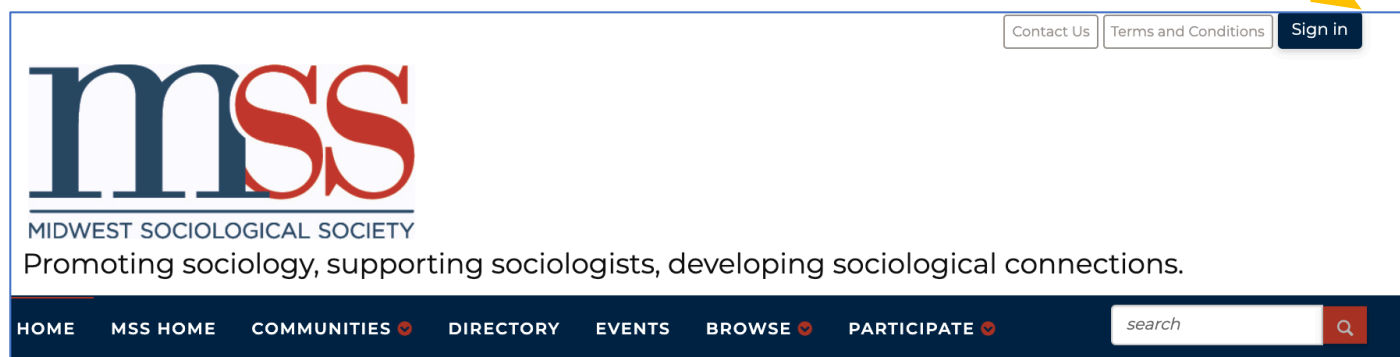 Contact Us Terms and Conditions Sign in
mss
MIDWEST SOCIOLOGICAL SOCIETY
Promoting sociology, supporting sociologists, developing sociological connections.
HOME MSS HOME COMMUNITIES DIRECTORY EVENTS BROWSE PARTICIPATE search